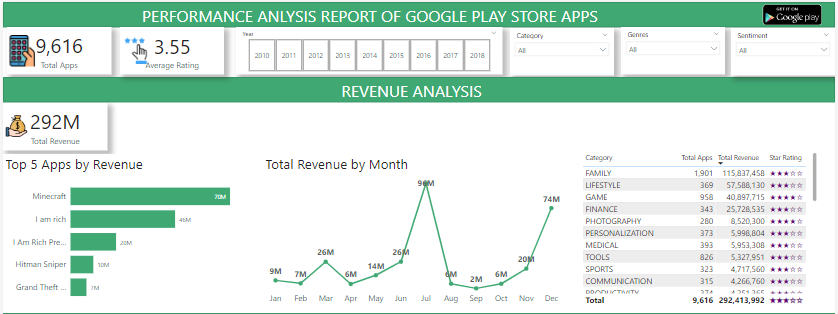 PERFORMANCE ANLYSIS REPORT OF GOOGLE PLAY STORE APPS
GET IT ON
Google play
9,616
Total Apps
3.55
Average Rating
Year
2010 2011 2012 2013 2014 2015 2016 2017 2018
Category
All
Genres
All
Sentiment
All
REVENUE ANALYSIS
292M
Total Revenue
Top 5 Apps by Revenue
Minecraft 70M
I am rich 46M
I Am Rich Pre... 20M
Hitman Sniper 10M
Grand Theft ... 7M
Total Revenue by Month
9M 7M 26M 6M 14M 26M 96M 6M 2M 6M 20M 74M
Jan Feb Mar Apr May Jun Jul Aug Sep Oct Nov Dec
Category Total Apps Total Revenue Star Rating
FAMILY 1,901 115,837,458 ★★★☆☆
LIFESTYLE 369 57,588,130 ★★★☆☆
GAME 958 40,897,715 ★★★★☆
FINANCE 343 25,728,535 ★★★☆☆
PHOTOGRAPHY 280 8,520,300 ★★★★☆
PERSONALIZATION 373 5,998,804 ★★★☆☆
MEDICAL 393 5,953,308 ★★★☆☆
TOOLS 826 5,327,951 ★★★☆☆
SPORTS 323 4,717,560 ★★★☆☆
COMMUNICATION 315 4,266,760 ★★★☆☆
PRODUCTIVITY 374
Total 9,616 292,413,992 ★★★☆☆